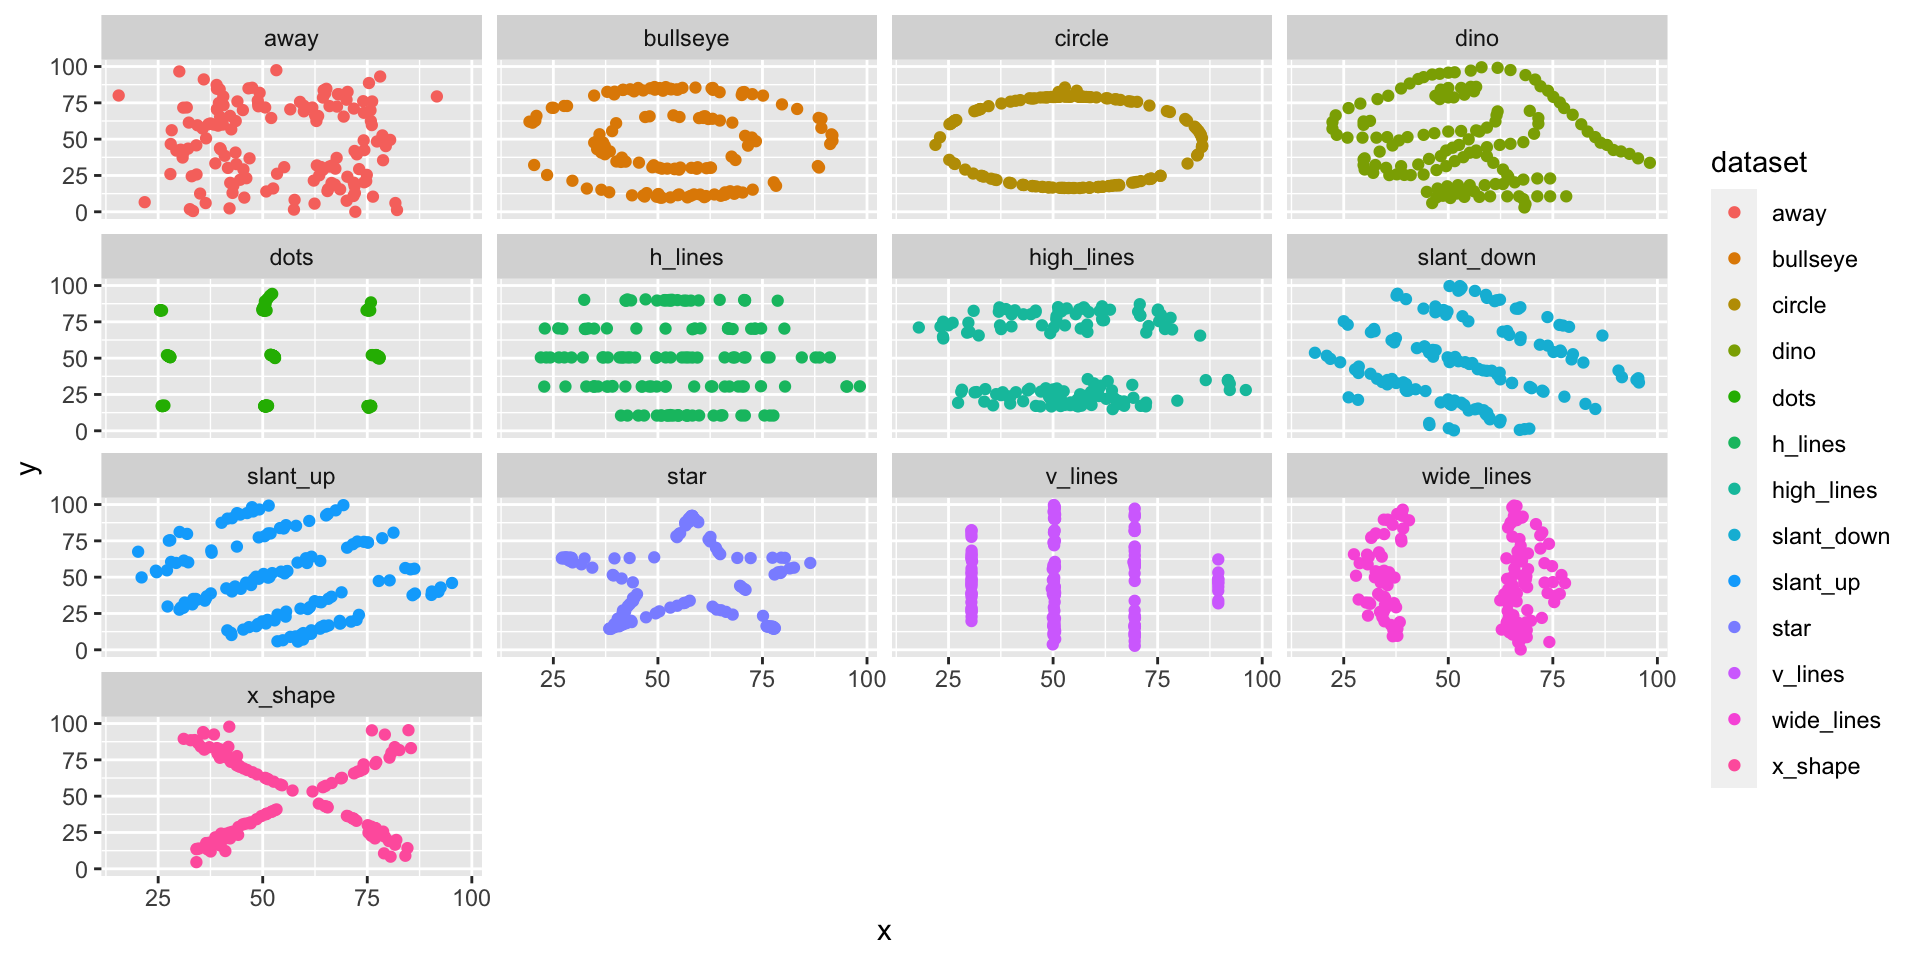 away bullseye circle dino
100
75
50
25
0
dots h_lines high_lines slant_down
100
75
50
25
0
slant_up star v_lines wide_lines
100
75
50
25
0
25 50 75 100 25 50 75 100 25 50 75 100
x_shape
100
75
50
25
0
25 50 75 100
x
y
dataset
away
bullseye
circle
dino
dots
h_lines
high_lines
slant_down
slant_up
star
v_lines
wide_lines
x_shape